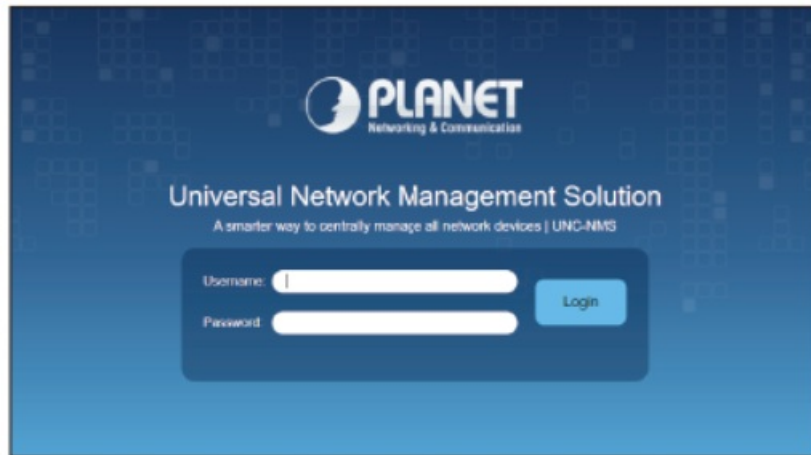 PLANET
Networking & Communication
Universal Network Management Solution
A smarter way to centrally manage all network devices | UNC-NMS
Username:
Login
Password: